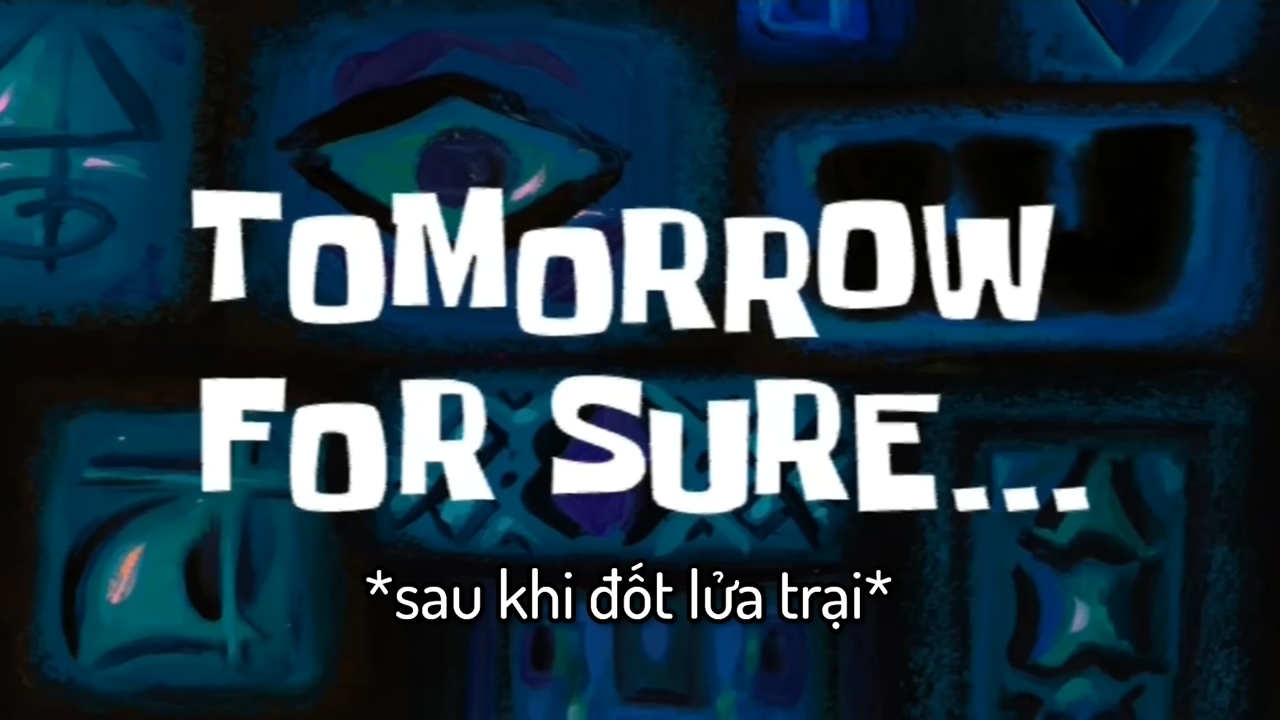 TOMORROW
FOR SURE...
*sau khi đốt lửa trại*